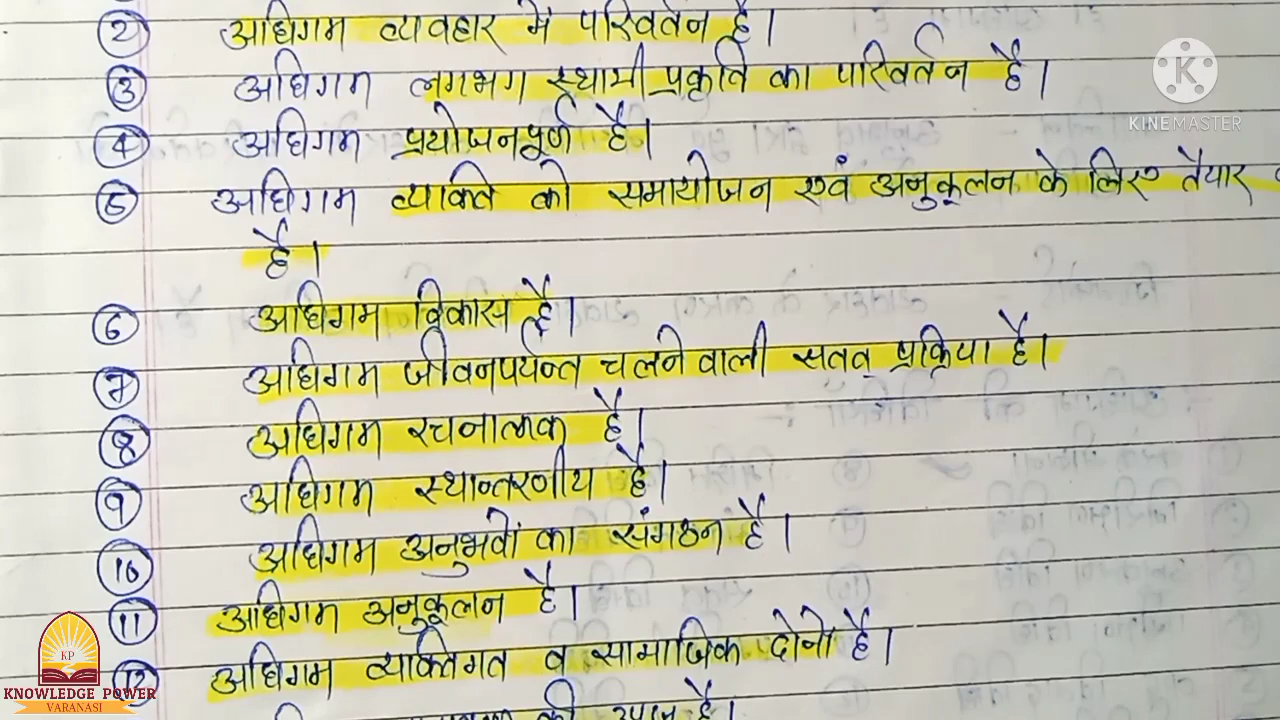 ② अधिगम व्यवहार में परिवर्तन है।
③ अधिगम लगभग स्थायी प्रकृति का परिवर्तन है।
④ अधिगम प्रयोजनपूर्ण है।
⑤ अधिगम व्यक्ति को समायोजन एवं अनुकूलन के लिए तैयार
है।
⑥ अधिगम विकास है।
⑦ अधिगम जीवनपर्यन्त चलने वाली सतत् प्रक्रिया है।
⑧ अधिगम रचनात्मक है।
⑨ अधिगम स्थान्तरणीय है।
⑩ अधिगम अनुभवों का संगठन है।
⑪ अधिगम अनुकूलन है।
⑫ अधिगम व्यक्तिगत व सामाजिक दोनों है।
की उपज है।
K
KINEMASTER
KP
KNOWLEDGE POWER
VARANASI